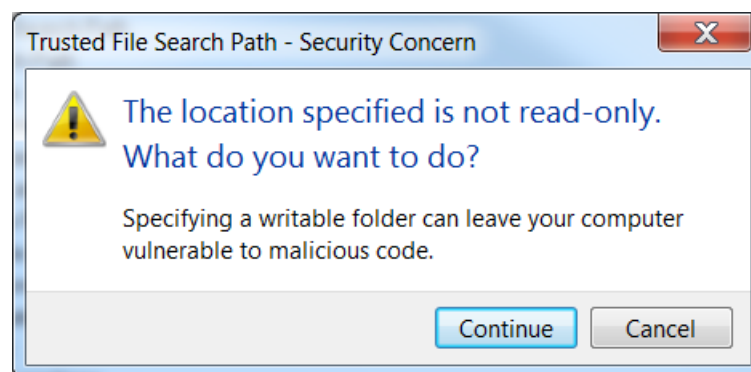 Trusted File Search Path - Security Concern
The location specified is not read-only.
What do you want to do?
Specifying a writable folder can leave your computer
vulnerable to malicious code.
Continue Cancel